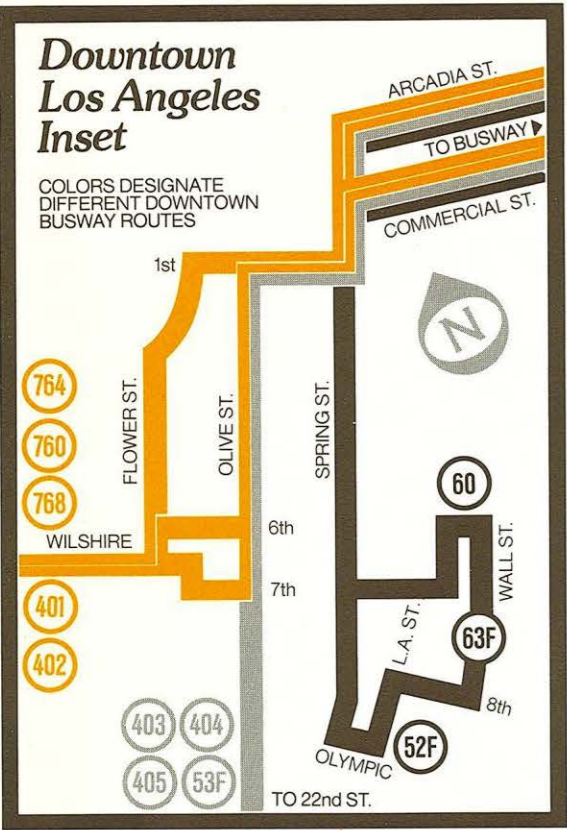 Downtown
Los Angeles
Inset
COLORS DESIGNATE
DIFFERENT DOWNTOWN
BUSWAY ROUTES
ARCADIA ST.
TO BUSWAY
COMMERCIAL ST.
1st
N
764
760
768
FLOWER ST.
OLIVE ST.
SPRING ST.
60
WILSHIRE
6th
7th
WALL ST.
L.A. ST.
401
402
63F
8th
403
404
405
53F
52F
OLYMPIC
TO 22nd ST.